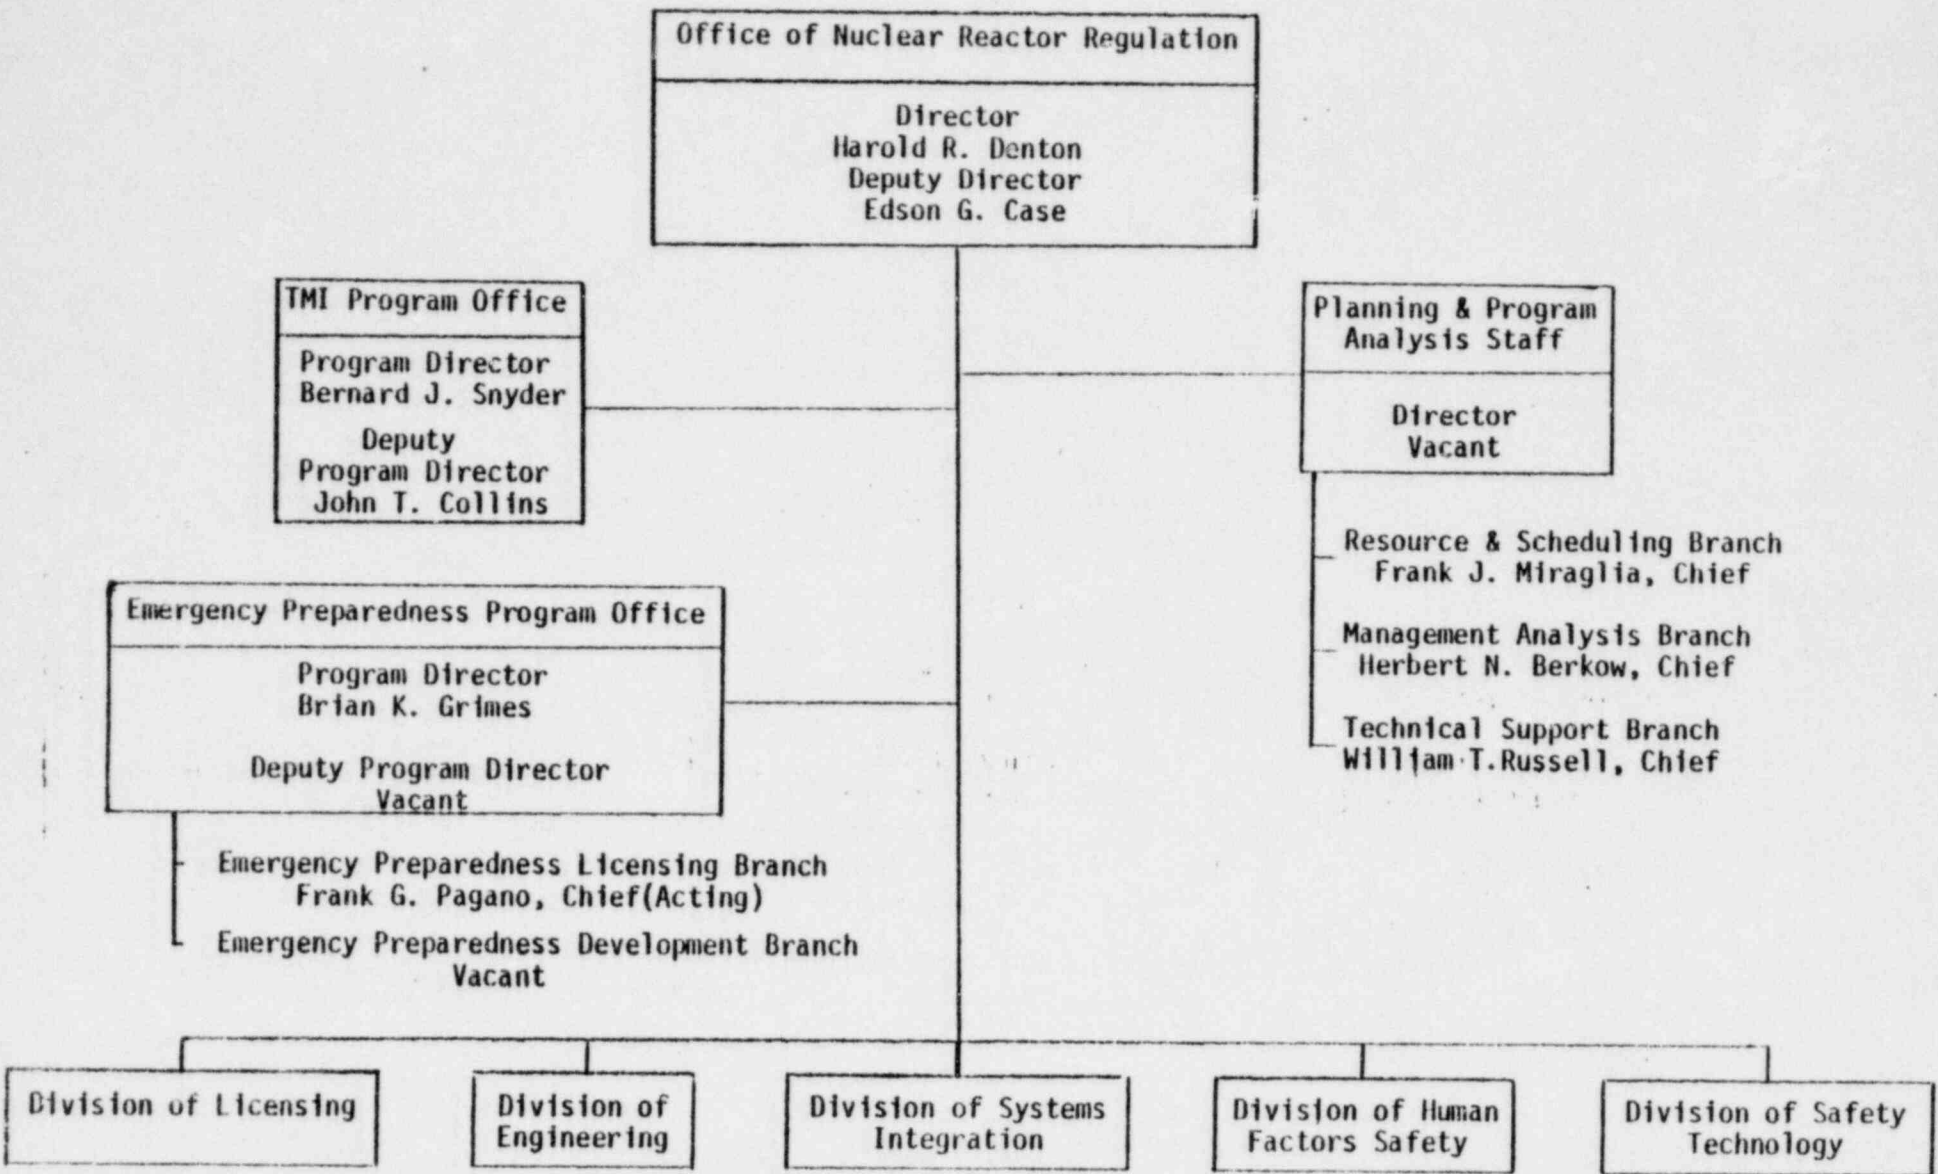 Office of Nuclear Reactor Regulation
Director
Harold R. Denton
Deputy Director
Edson G. Case
TMI Program Office
Program Director
Bernard J. Snyder
Deputy
Program Director
John T. Collins
Planning & Program
Analysis Staff
Director
Vacant
Resource & Scheduling Branch
Frank J. Miraglia, Chief
Management Analysis Branch
Herbert N. Berkow, Chief
Technical Support Branch
William T. Russell, Chief
Emergency Preparedness Program Office
Program Director
Brian K. Grimes
Deputy Program Director
Vacant
Emergency Preparedness Licensing Branch
Frank G. Pagano, Chief(Acting)
Emergency Preparedness Development Branch
Vacant
Division of Licensing
Division of
Engineering
Division of Systems
Integration
Division of Human
Factors Safety
Division of Safety
Technology